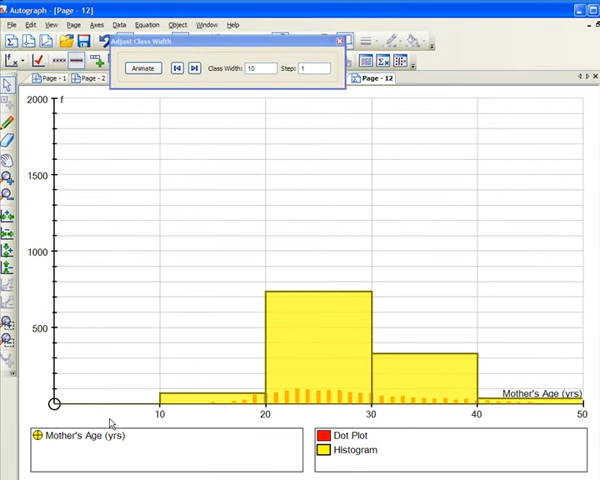 Autograph - [Page - 12]
File Edit View Page Axes Data Equation Object Window Help
Adjust Class Width
Animate Class Width: 10 Step: 1
Page - 1 Page - 2 Page - 12
2000 f
1500
1000
500
Mother's Age (yrs)
10 20 30 40 50
Mother's Age (yrs)
Dot Plot
Histogram